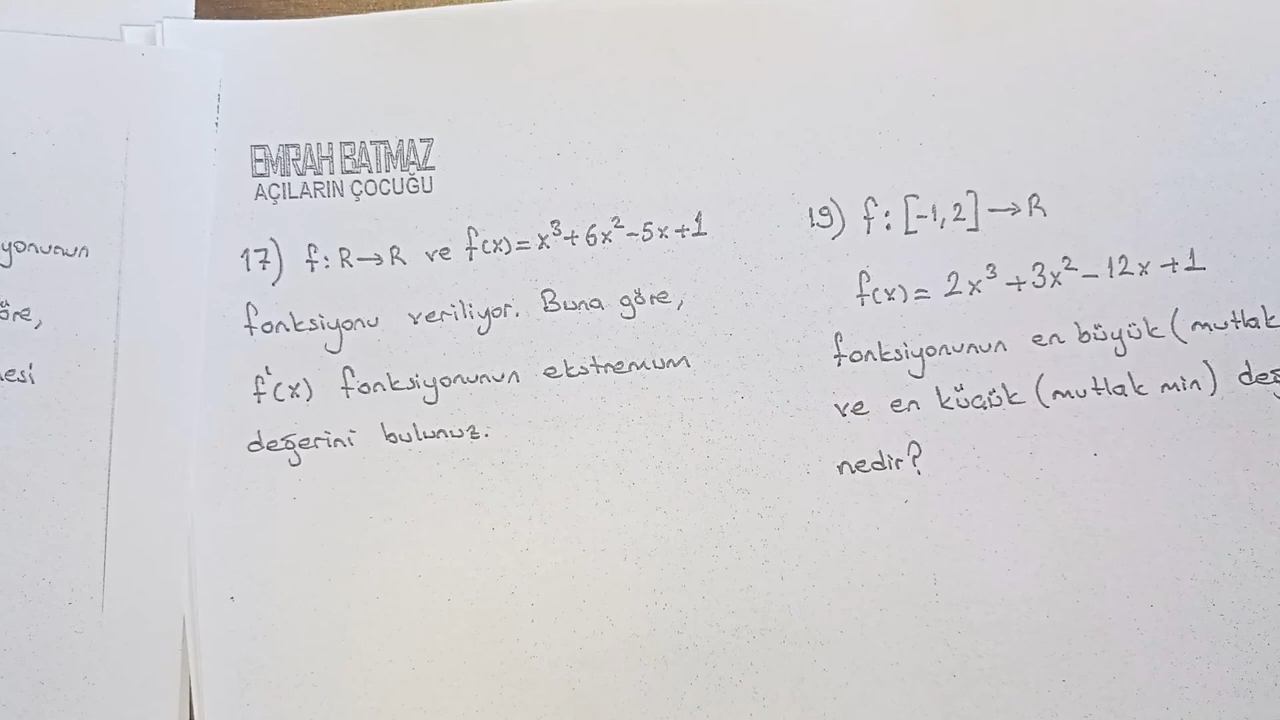 yonunun
öre,
esi
EMRAH BATMAZ
AÇILARIN ÇOCUĞU
17) f: R→R ve f(x)=x³+6x²-5x+1
fonksiyonu veriliyor. Buna göre,
f'(x) fonksiyonunun ekstremum
değerini bulunuz.
19) f: [-1,2]→R
f(x)= 2x³+3x²-12x+1
fonksiyonunun en büyük (mutlak
ve en küçük (mutlak min) değ
nedir?